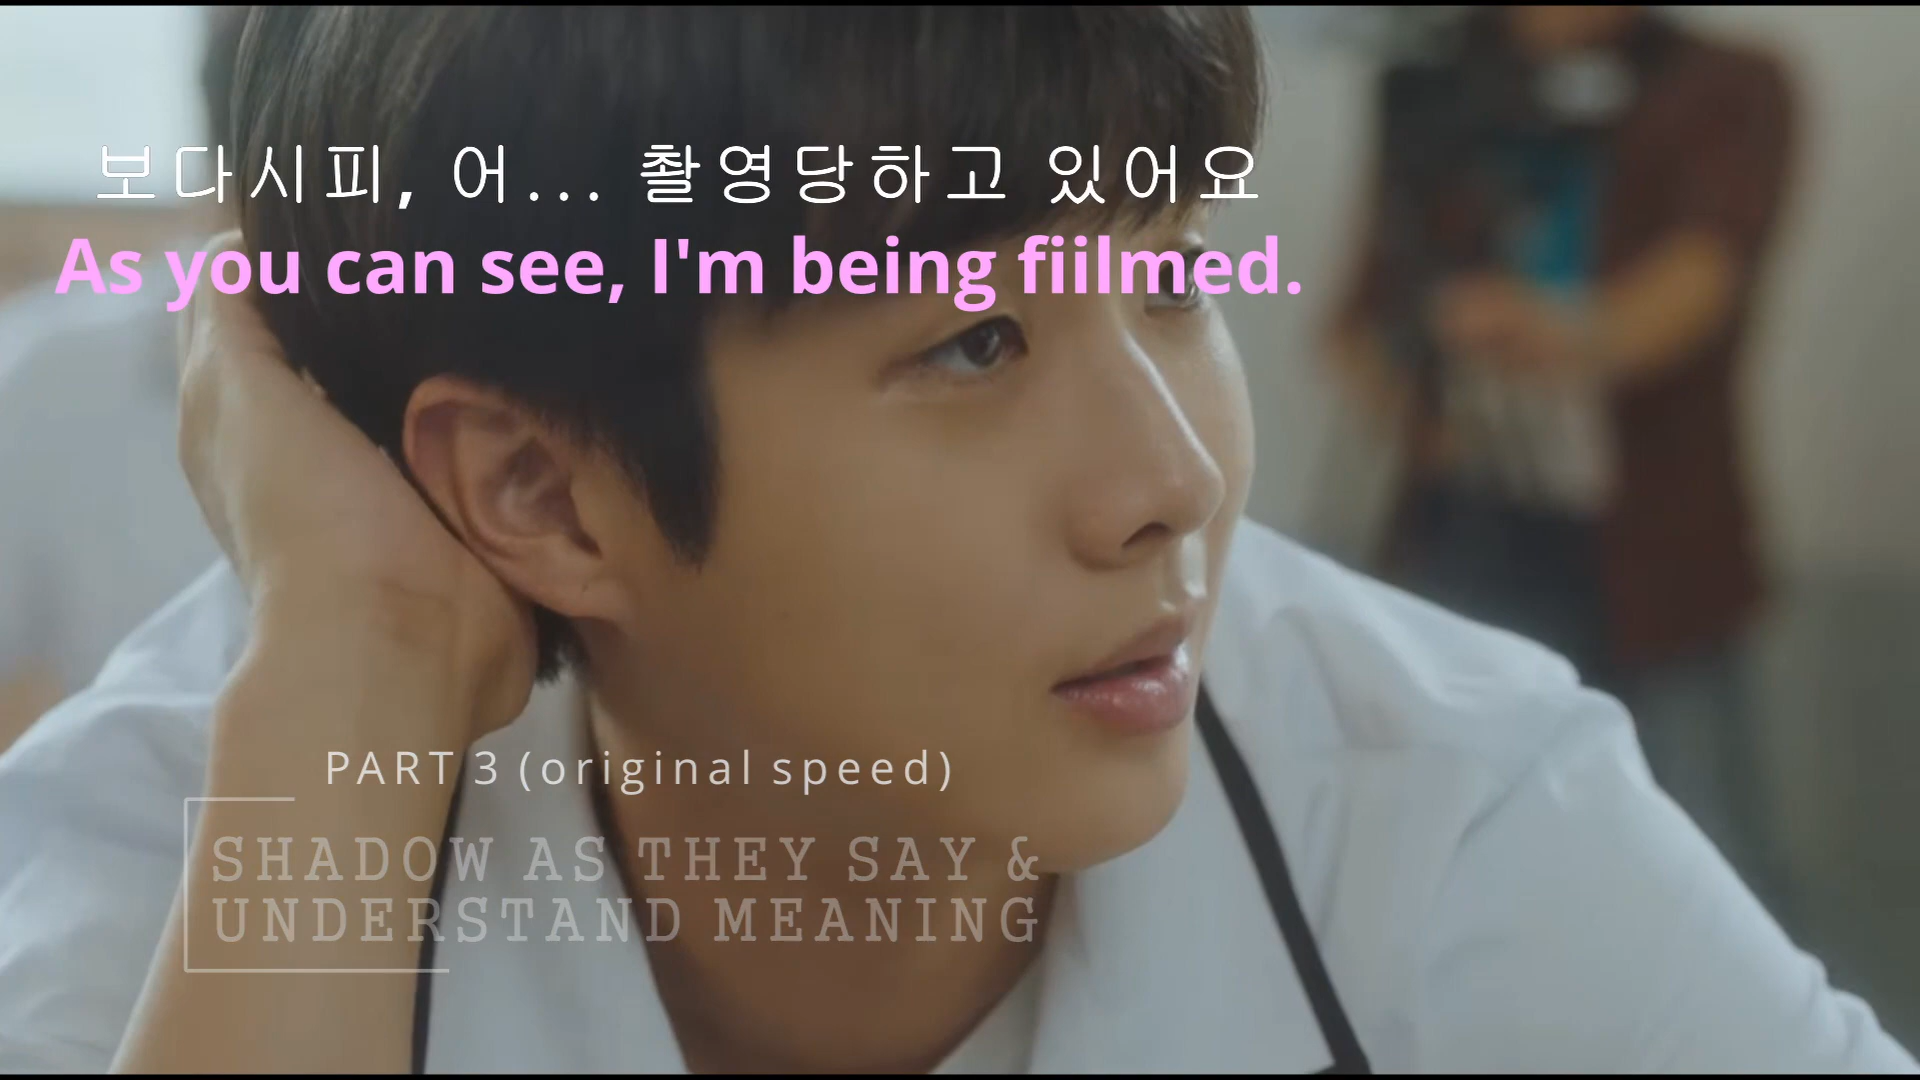 보다시피, 어... 촬영당하고 있어요
As you can see, I'm being fiilmed.
PART 3 (original speed)
SHADOW AS THEY SAY &
UNDERSTAND MEANING